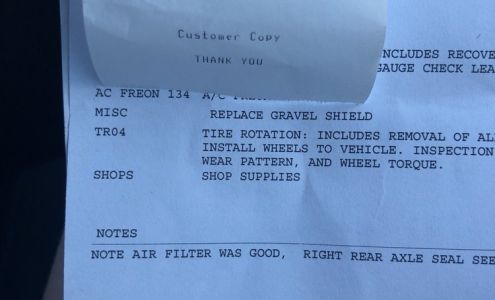 Customer Copy
THANK YOU
NCLUDES RECOVE
GAUGE CHECK LEA
AC FREON 134 A/C
MISC REPLACE GRAVEL SHIELD
TR04 TIRE ROTATION: INCLUDES REMOVAL OF AL
INSTALL WHEELS TO VEHICLE. INSPECTION
WEAR PATTERN, AND WHEEL TORQUE.
SHOPS SHOP SUPPLIES
NOTES
NOTE AIR FILTER WAS GOOD, RIGHT REAR AXLE SEAL SEE